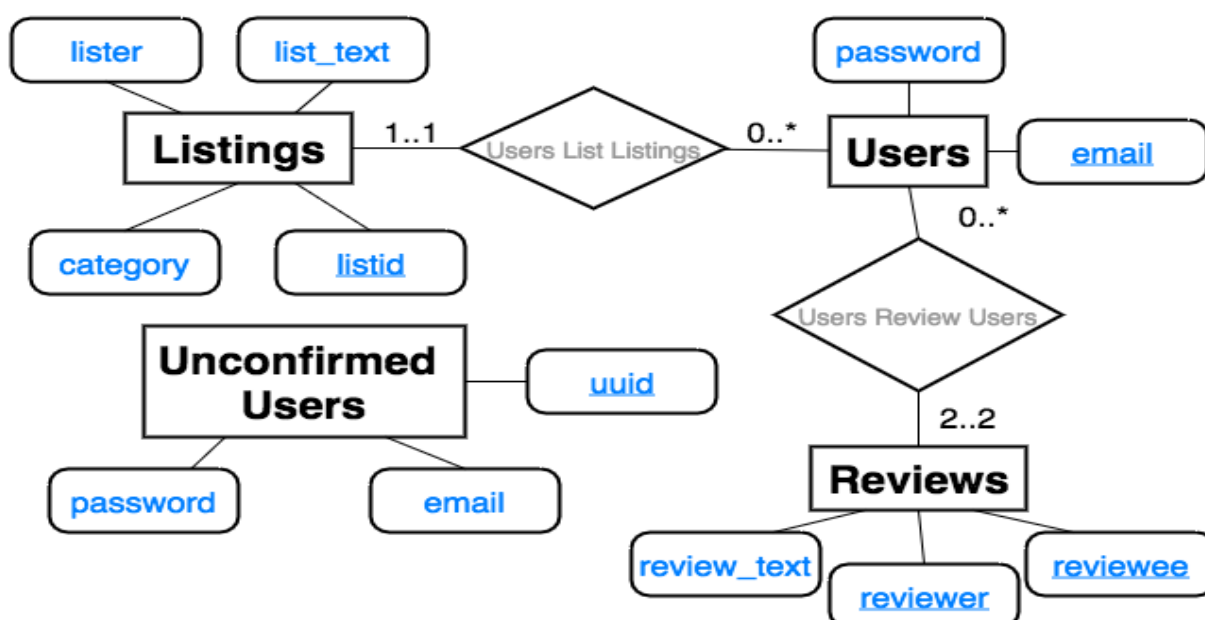 lister
list_text
password
Listings
1..1
Users List Listings
0..*
Users
email
0..*
category
listid
Users Review Users
Unconfirmed
Users
uuid
2..2
password
email
Reviews
review_text
reviewer
reviewee